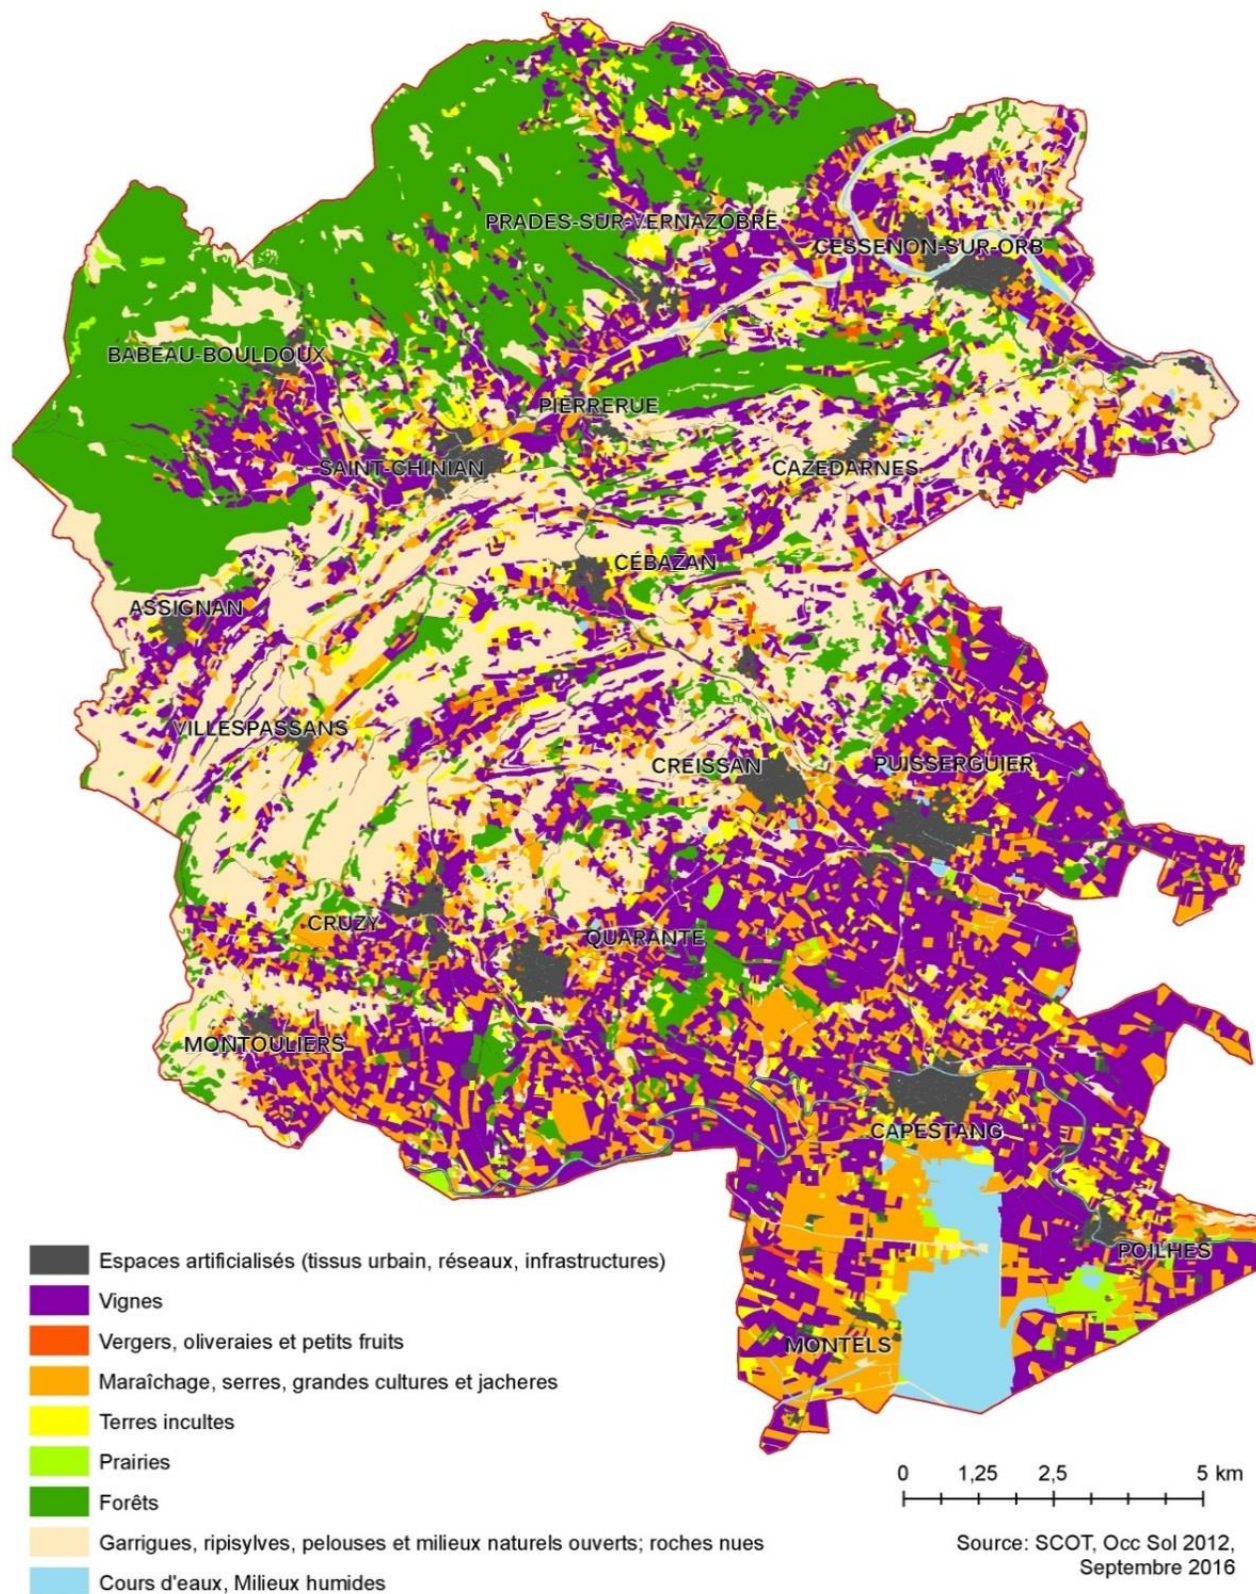 PRADES-SUR-VERNAZOBRE
CESSENON-SUR-ORB
BABEAU-BOULDOUX
PIERRERUE
SAINT-CHINIAN
CAZEDARNES
CÉBAZAN
ASSIGNAN
VILLESPASSANS
CREISSAN
PUISSERGUIER
CRUZY
QUARANTE
MONTOULIERS
CAPESTANG
POILHES
MONTELS
Espaces artificialisés (tissus urbain, réseaux, infrastructures)
Vignes
Vergers, oliveraies et petits fruits
Maraîchage, serres, grandes cultures et jacheres
Terres incultes
Prairies
Forêts
Garrigues, ripisylves, pelouses et milieux naturels ouverts; roches nues
Cours d'eaux, Milieux humides
0 1,25 2,5 5 km
Source: SCOT, Occ Sol 2012,
Septembre 2016